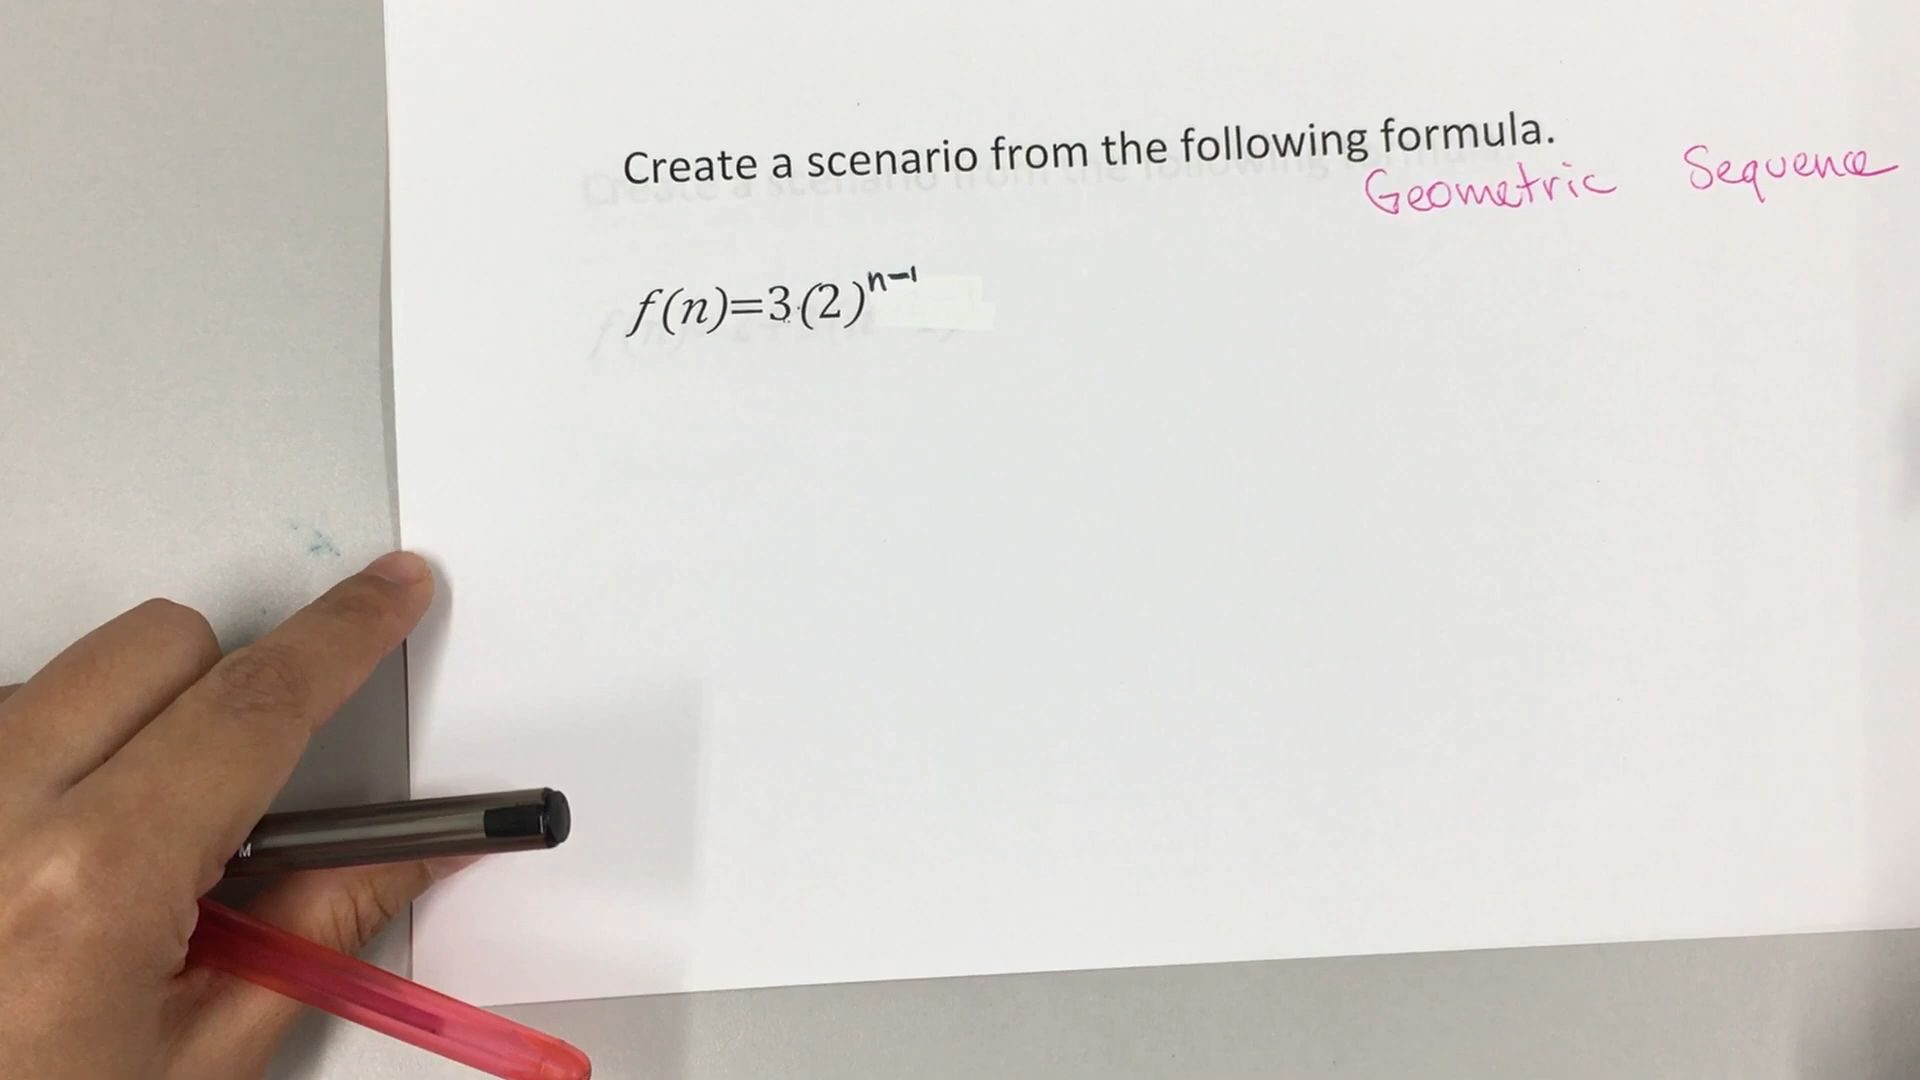 Create a scenario from the following formula.
Geometric Sequence
f(n)=3(2)^{n-1}
M